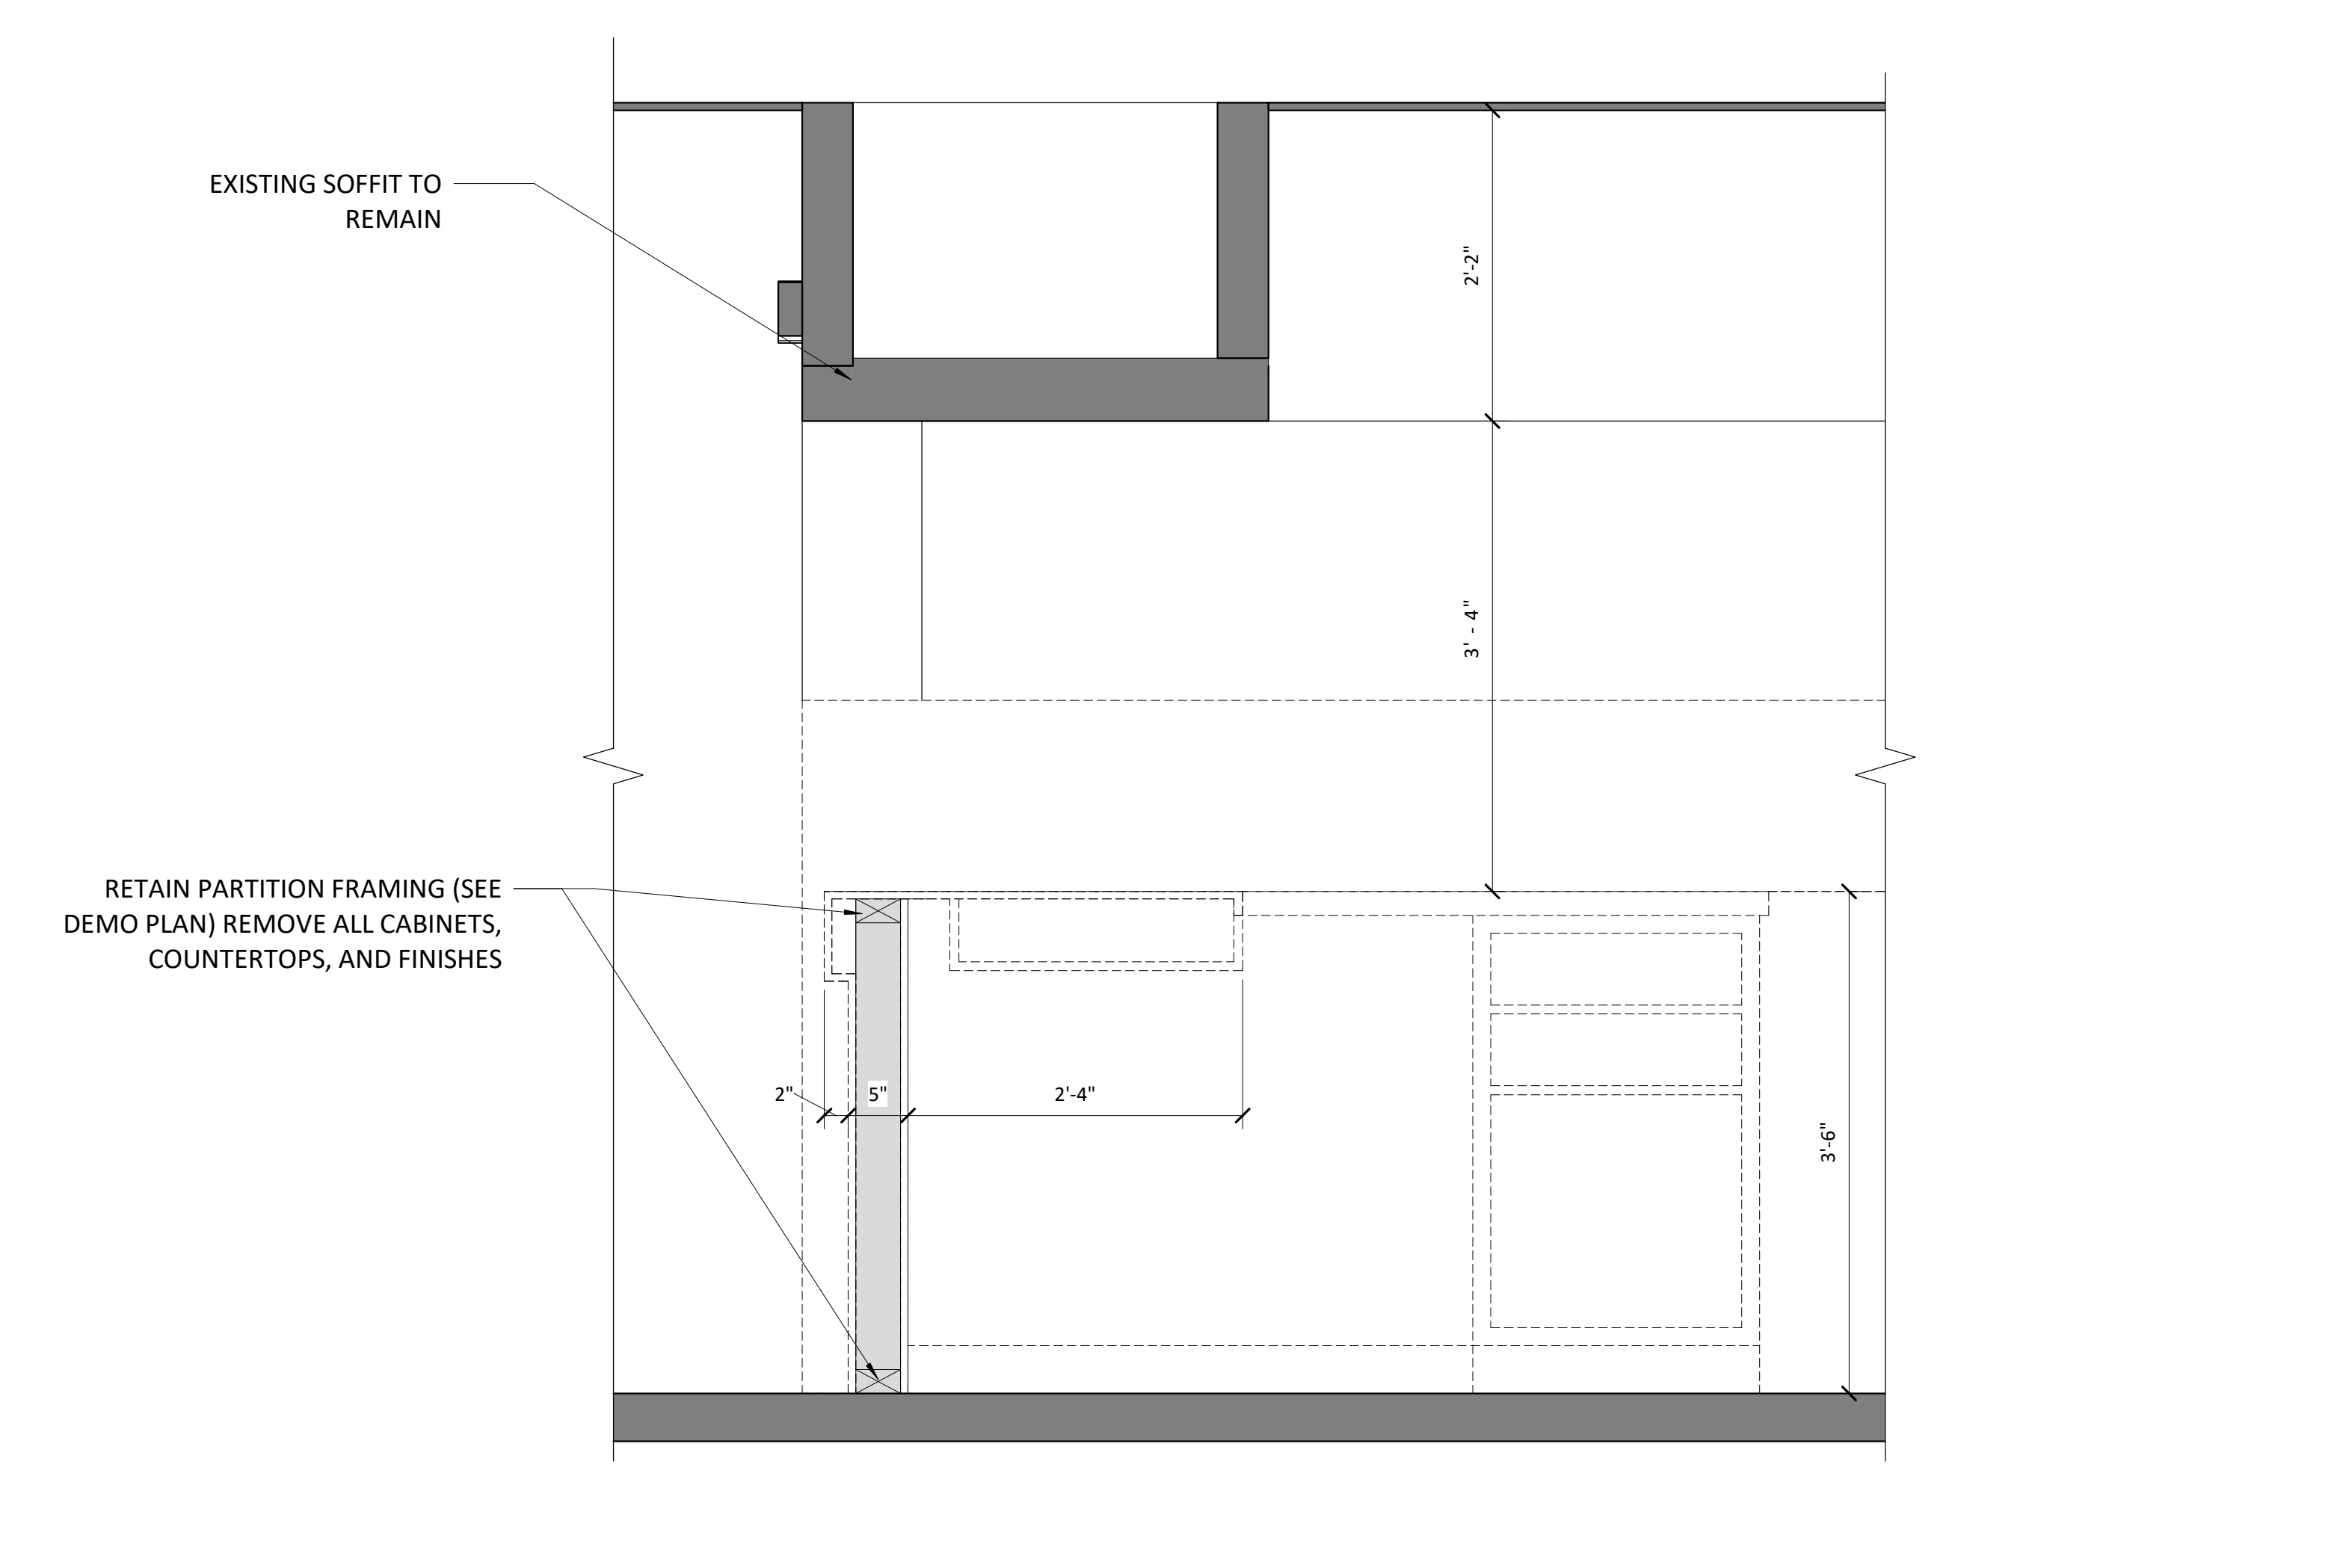 EXISTING SOFFIT TO
REMAIN
2'-2"
3' - 4"
RETAIN PARTITION FRAMING (SEE
DEMO PLAN) REMOVE ALL CABINETS,
COUNTERTOPS, AND FINISHES
2"
5"
2'-4"
3'-6"